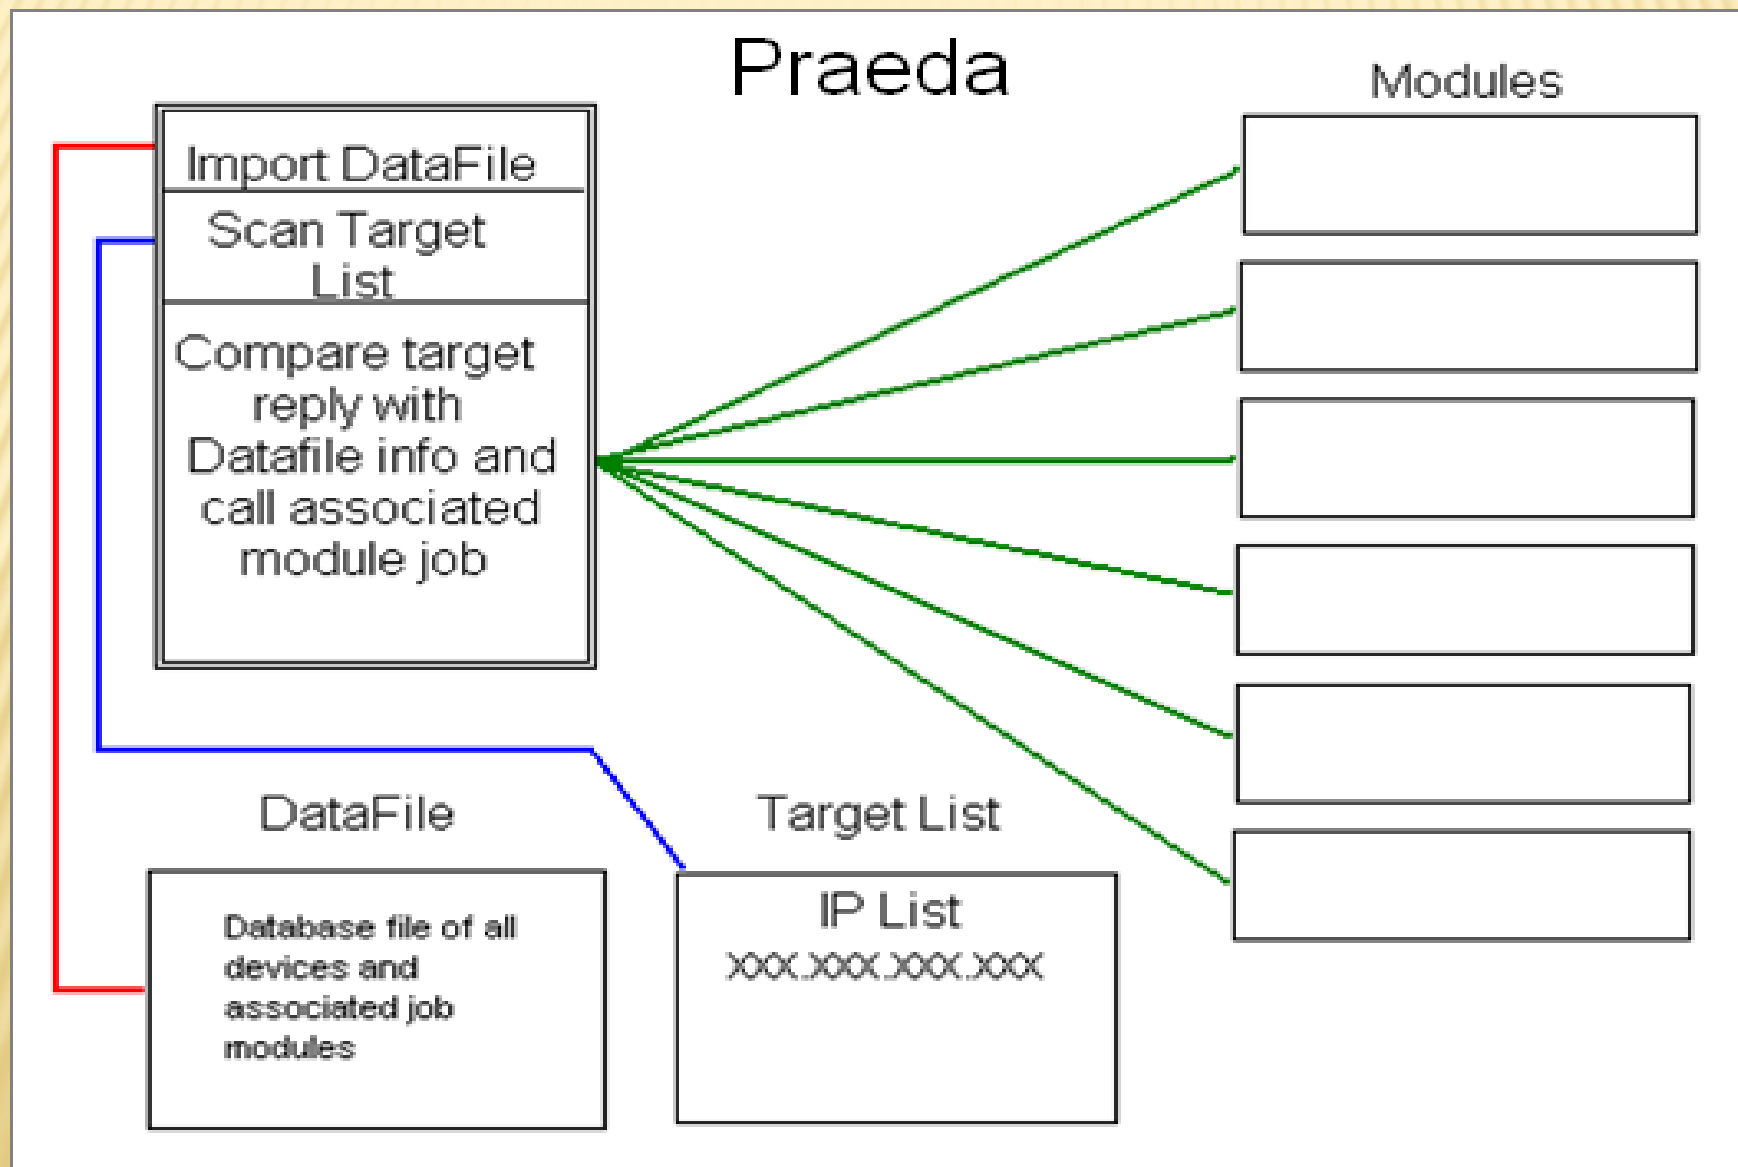 Praeda
Modules
Import DataFile
Scan Target
List
Compare target
reply with
Datafile info and
call associated
module job
DataFile
Target List
Database file of all
devices and
associated job
modules
IP List
XXX.XXX.XXX.XXX